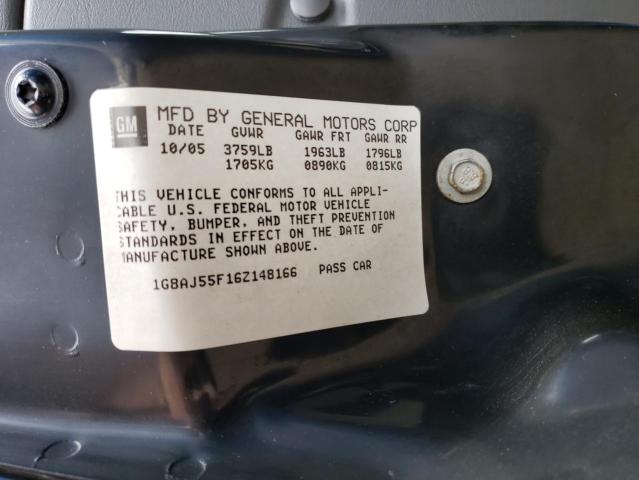 GM
MFD BY GENERAL MOTORS CORP
DATE GVWR GAWR FRT GAWR RR
10/05 3759LB 1963LB 1796LB
1705KG 0890KG 0815KG
THIS VEHICLE CONFORMS TO ALL APPLI-
CABLE U.S. FEDERAL MOTOR VEHICLE
SAFETY, BUMPER, AND THEFT PREVENTION
STANDARDS IN EFFECT ON THE DATE OF
MANUFACTURE SHOWN ABOVE.
1G8AJ55F16Z148166 PASS CAR